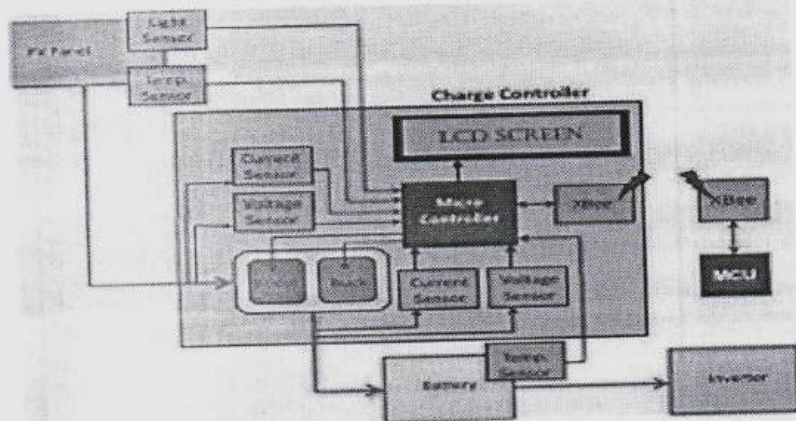 PV Panel
Light
Sensor
Temp.
Sensor
Charge Controller
LCD SCREEN
Current
Sensor
Voltage
Sensor
Micro
Controller
XBee
XBee
MCU
Boost
Buck
Current
Sensor
Voltage
Sensor
Temp.
Sensor
Battery
Inverter